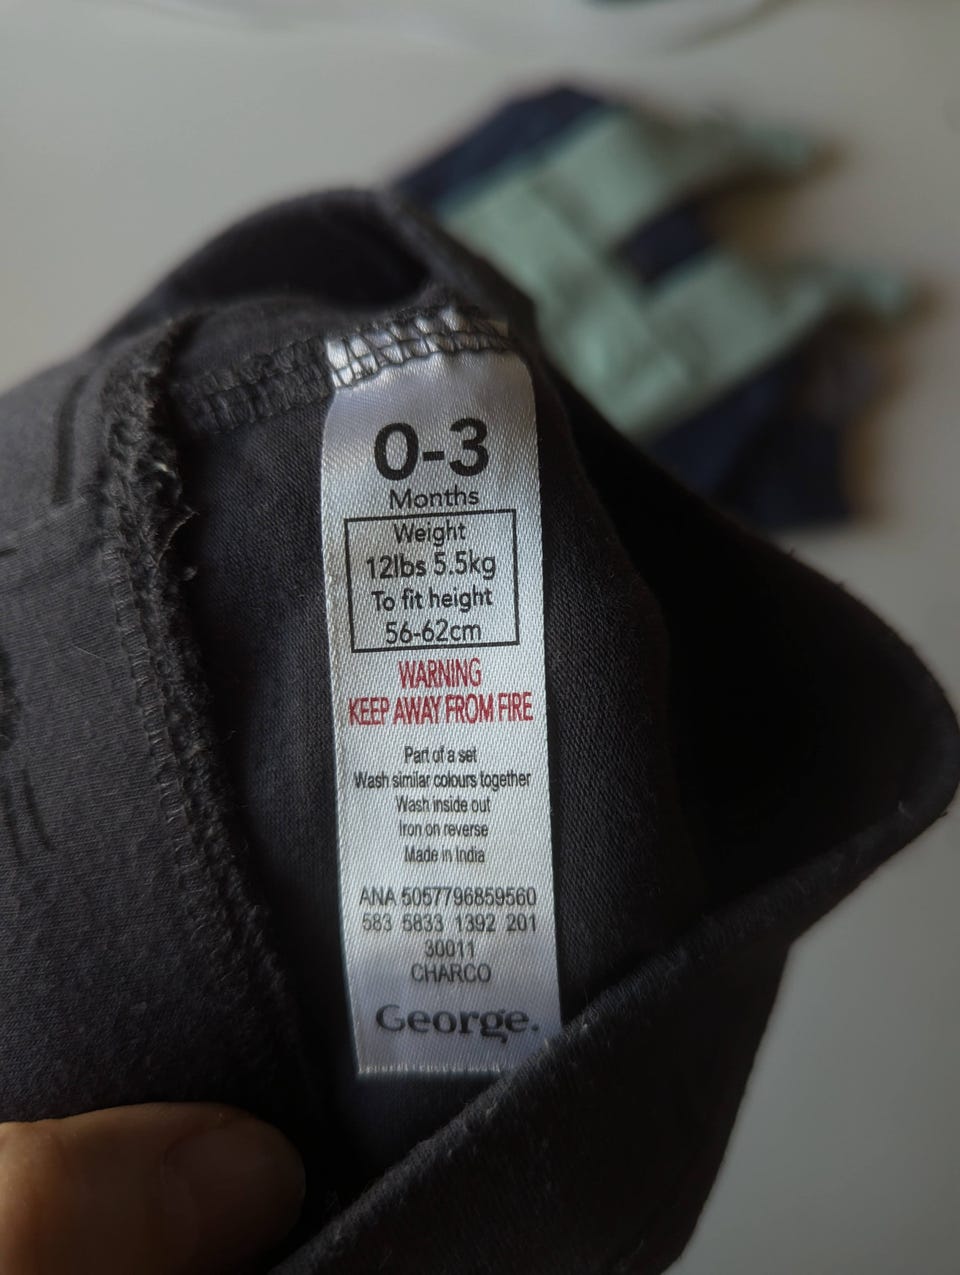 0-3
Months
Weight
12lbs 5.5kg
To fit height
56-62cm
WARNING
KEEP AWAY FROM FIRE
Part of a set
Wash similar colours together
Wash inside out
Iron on reverse
Made in India
ANA 5057796859560
583 5833 1392 201
30011
CHARCO
George.